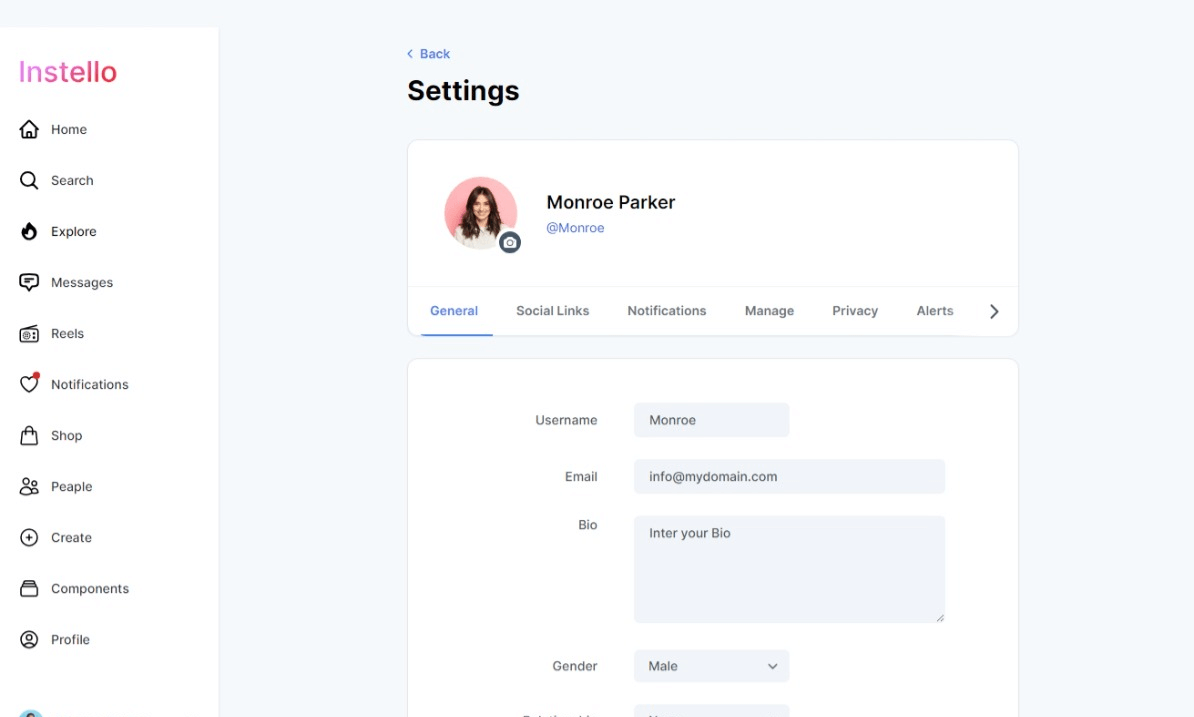 Instello
Home
Search
Explore
Messages
Reels
Notifications
Shop
Peaple
Create
Components
Profile
Back
Settings
Monroe Parker
@Monroe
General Social Links Notifications Manage Privacy Alerts
Username Monroe
Email info@mydomain.com
Bio Inter your Bio
Gender Male